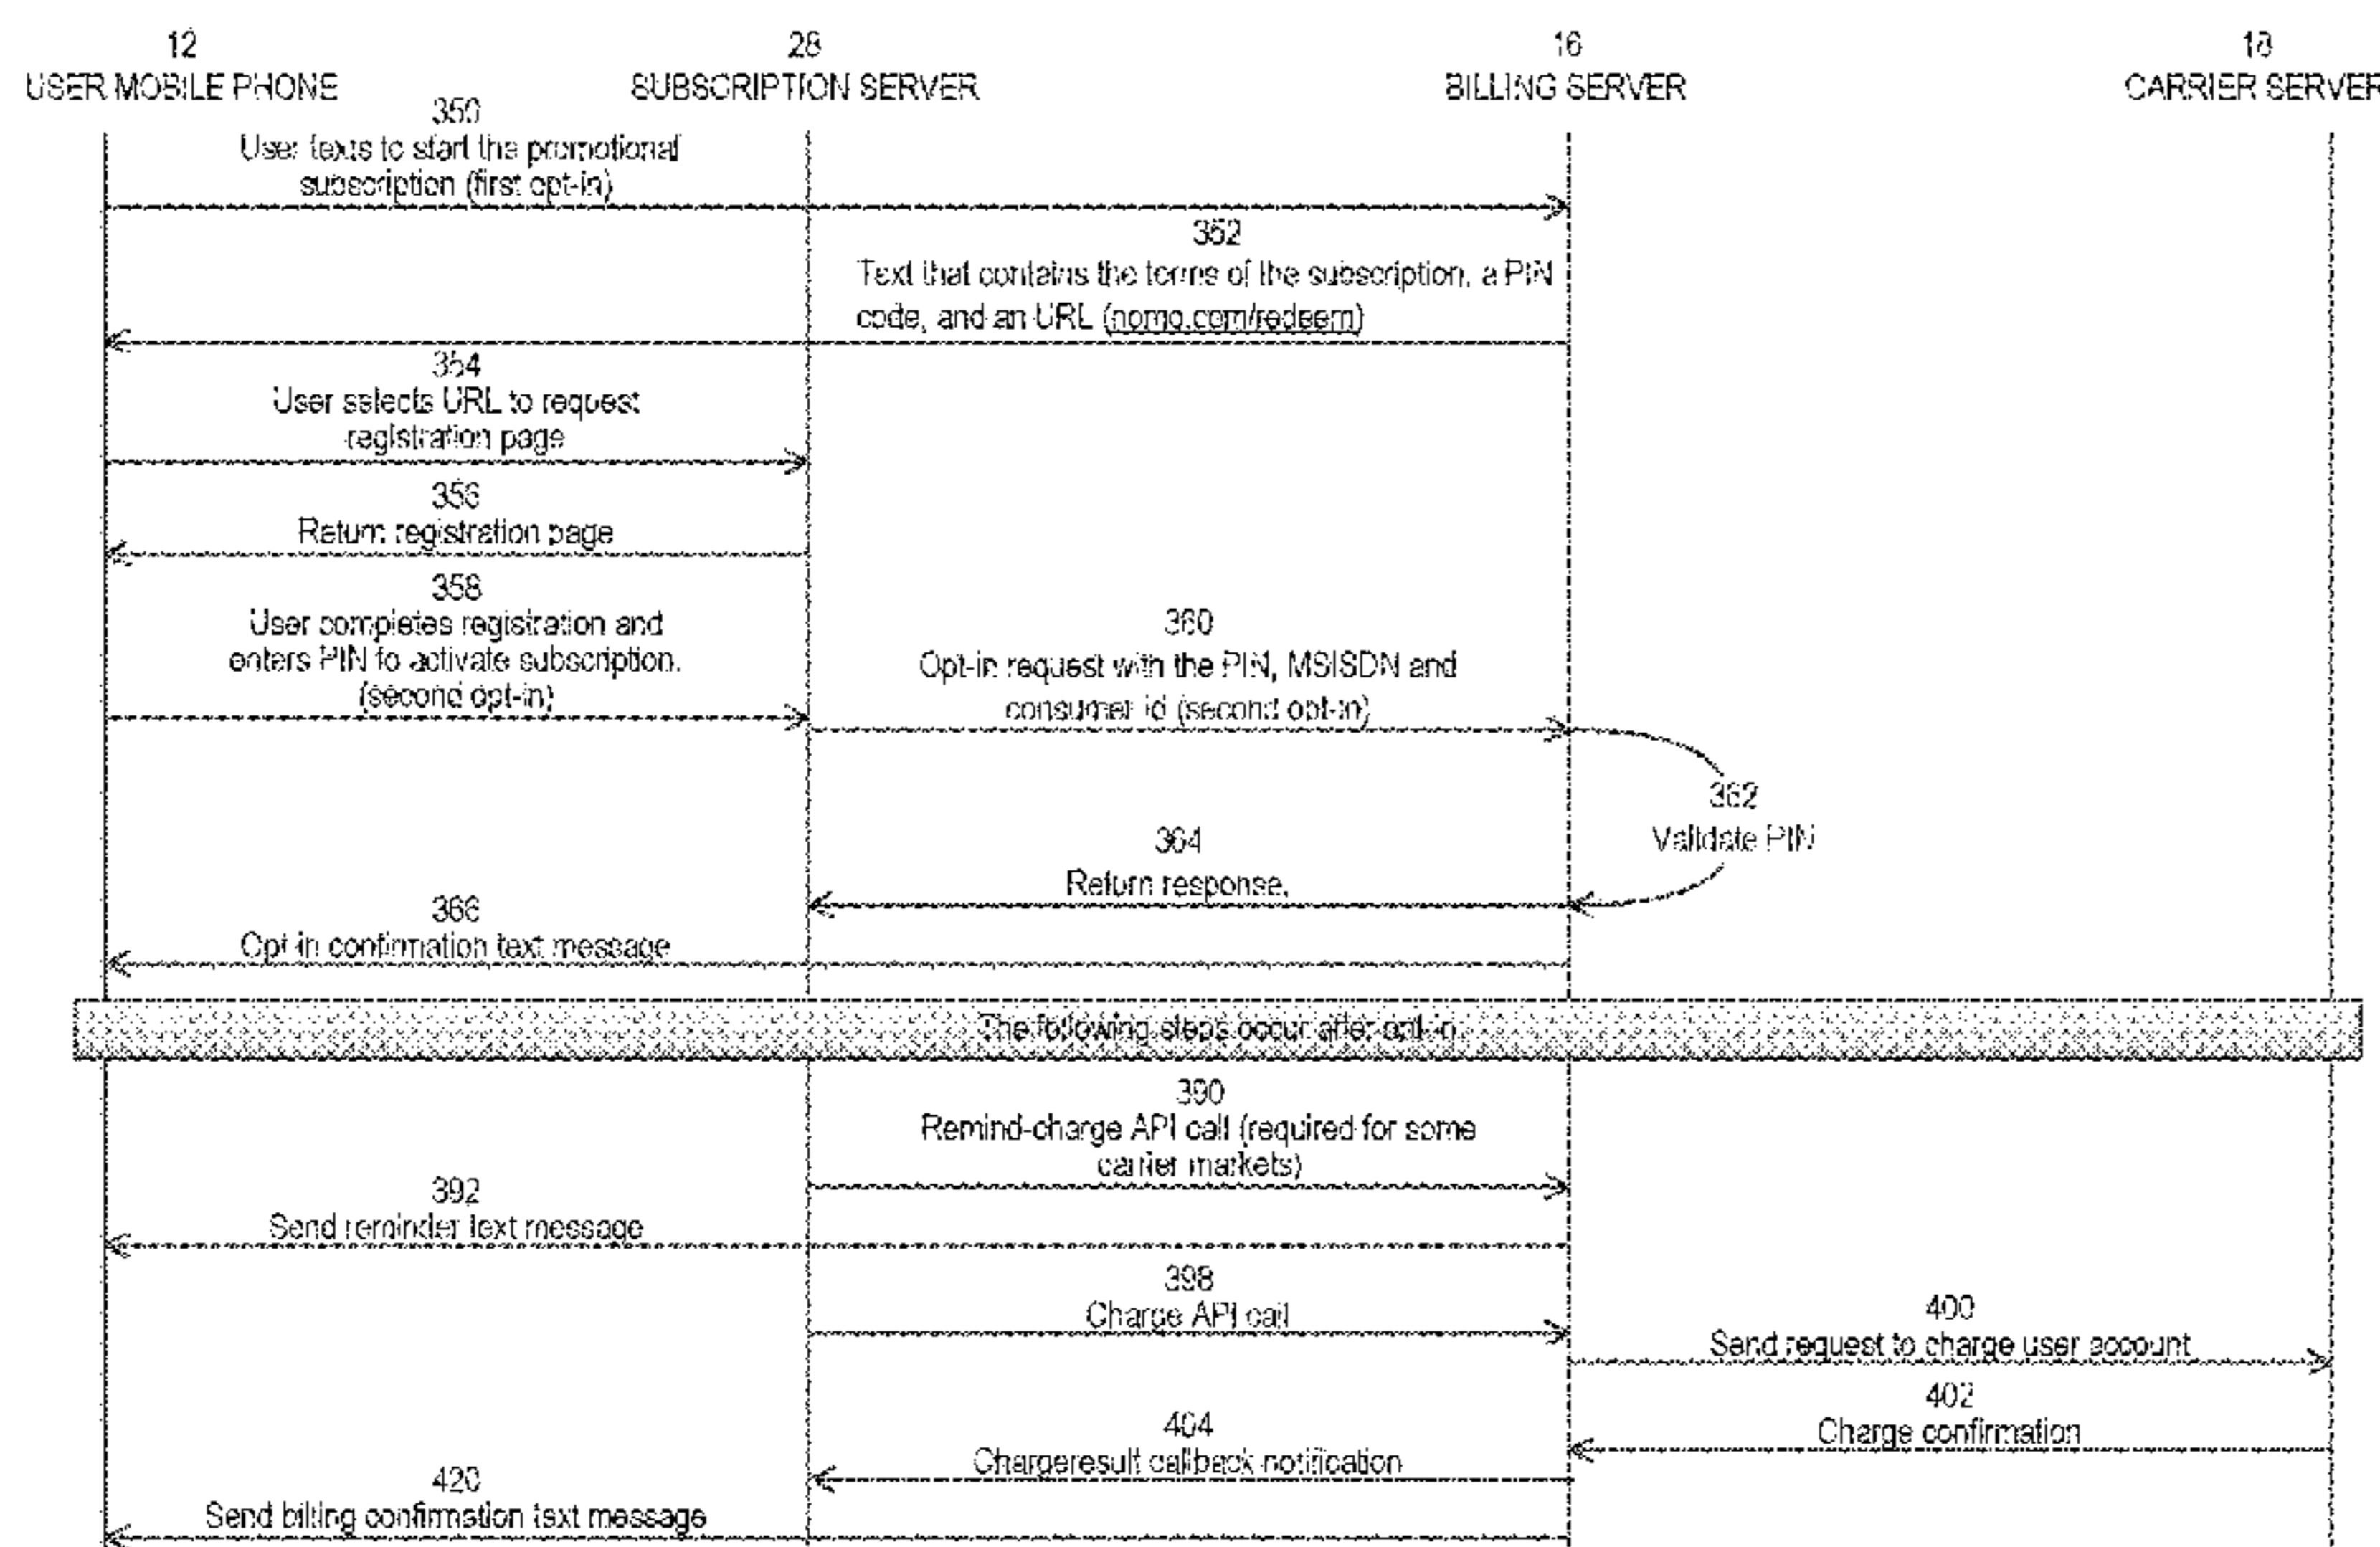 12
USER MOBILE PHONE
28
SUBSCRIPTION SERVER
16
BILLING SERVER
18
CARRIER SERVER
350
User texts to start the promotional
subscription (first opt-in)
352
Text that contains the terms of the subscription, a PIN
code, and an URL (nomo.com/redeem)
354
User selects URL to request
registration page
356
Return registration page
358
User completes registration and
enters PIN to activate subscription.
(second opt-in)
360
Opt-in request with the PIN, MSISDN and
consumer id (second opt-in)
362
Validate PIN
364
Return response.
366
Opt-in confirmation text message
The following steps occur after opt-in.
390
Remind-charge API call (required for some
carrier markets)
392
Send reminder text message
398
Charge API call
400
Send request to charge user account
402
Charge confirmation
404
Chargeresult callback notification
420
Send billing confirmation text message